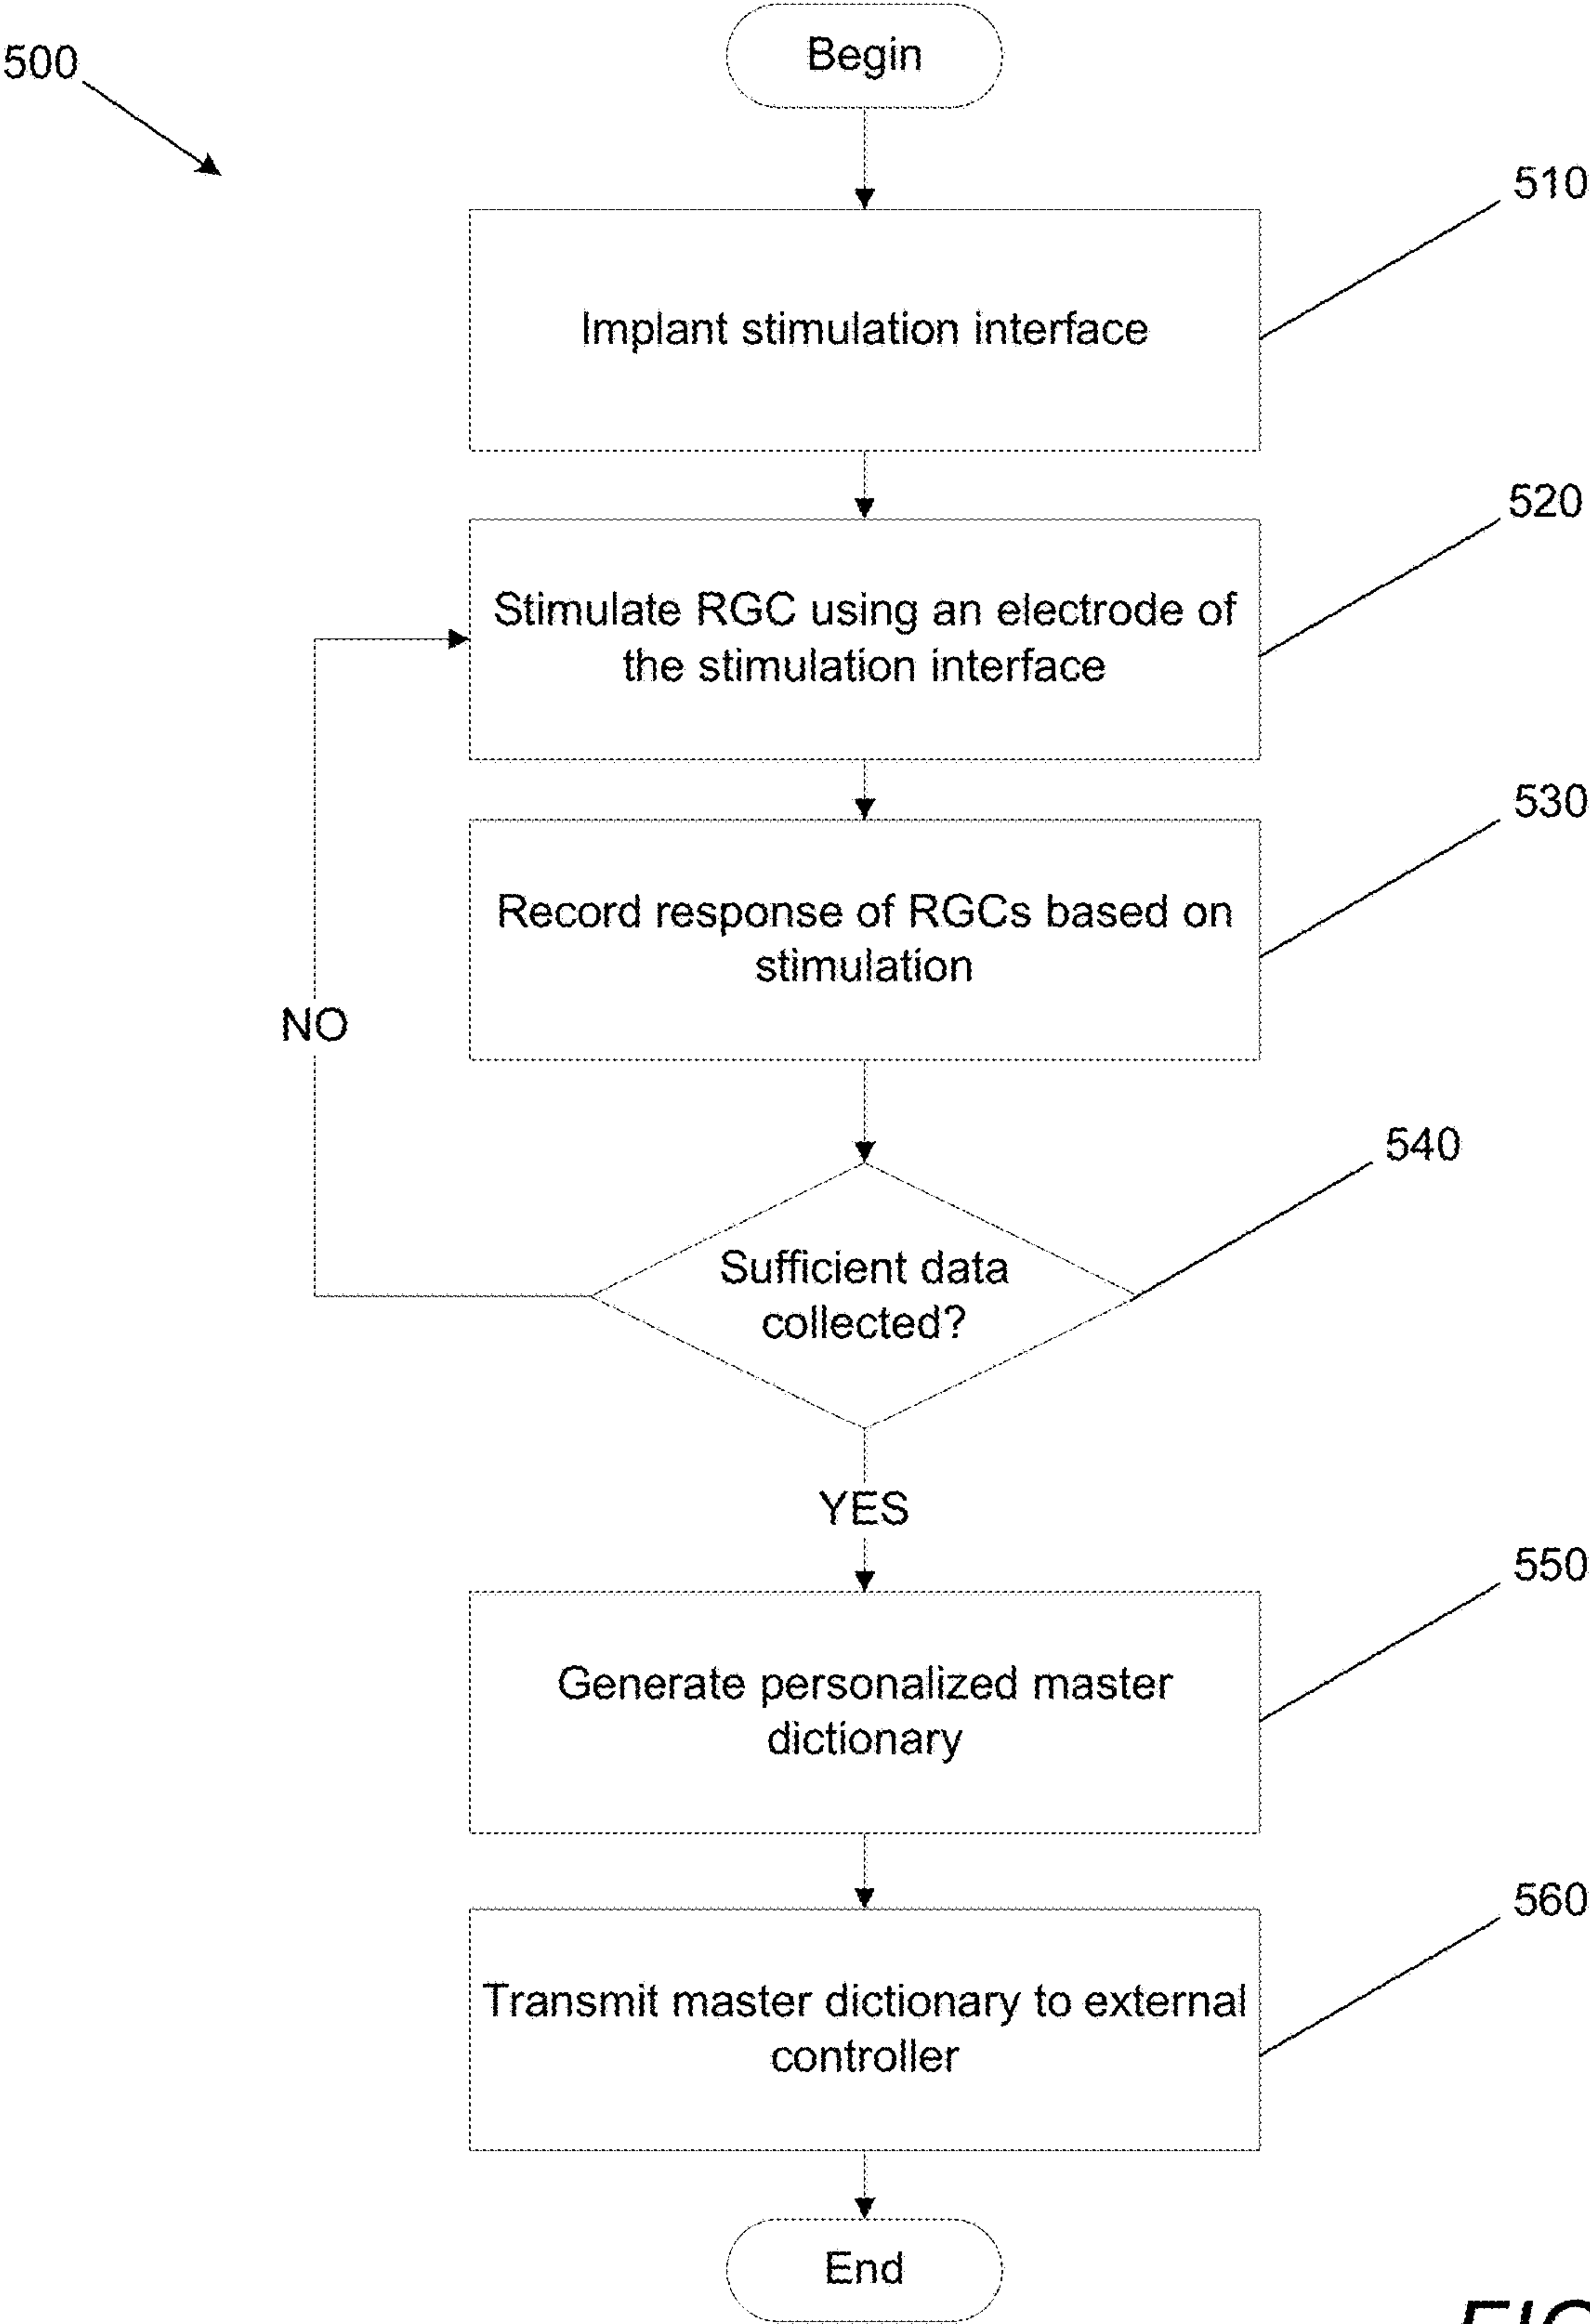 500
Begin
510
Implant stimulation interface
520
Stimulate RGC using an electrode of
the stimulation interface
530
Record response of RGCs based on
stimulation
NO
540
Sufficient data
collected?
YES
550
Generate personalized master
dictionary
560
Transmit master dictionary to external
controller
End